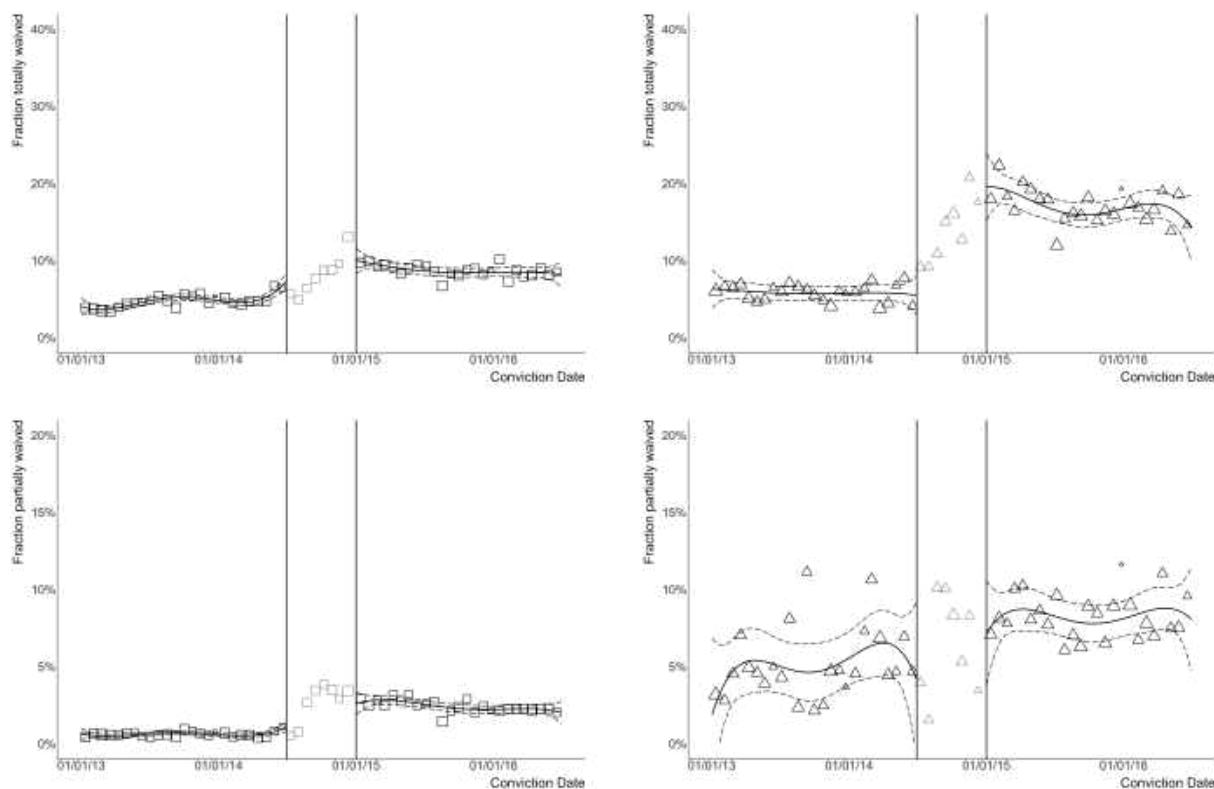 Fraction totally waived
40%
30%
20%
10%
0%
01/01/13 01/01/14 01/01/15 01/01/16
Conviction Date
Fraction totally waived
40%
30%
20%
10%
0%
01/01/13 01/01/14 01/01/15 01/01/16
Conviction Date
Fraction partially waived
20%
15%
10%
5%
0%
01/01/13 01/01/14 01/01/15 01/01/16
Conviction Date
Fraction partially waived
20%
15%
10%
5%
0%
01/01/13 01/01/14 01/01/15 01/01/16
Conviction Date